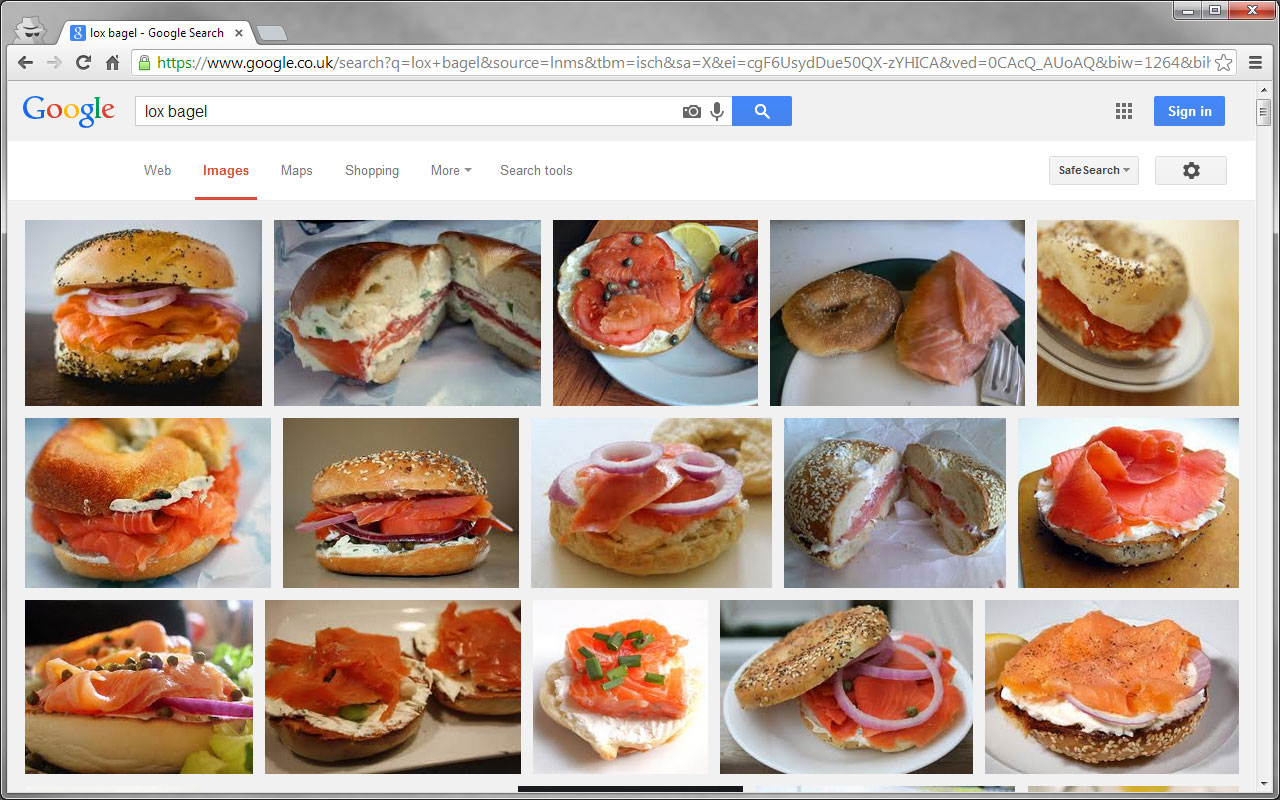 lox bagel - Google Search
https://www.google.co.uk/search?q=lox+bagel&source=lnms&tbm=isch&sa=X&ei=cgF6UsydDue50QX-zYHICA&ved=0CAcQ_AUoAQ&biw=1264&bih
Google
lox bagel
Sign in
Web
Images
Maps
Shopping
More
Search tools
SafeSearch